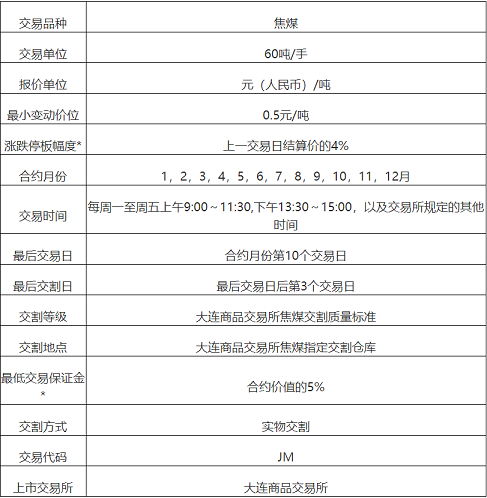 交易品种 焦煤
交易单位 60吨/手
报价单位 元（人民币）/吨
最小变动价位 0.5元/吨
涨跌停板幅度* 上一交易日结算价的4%
合约月份 1，2，3，4，5，6，7，8，9，10，11，12月
交易时间 每周一至周五上午9:00～11:30,下午13:30～15:00，以及交易所规定的其他
时间
最后交易日 合约月份第10个交易日
最后交割日 最后交易日后第3个交易日
交割等级 大连商品交易所焦煤交割质量标准
交割地点 大连商品交易所焦煤指定交割仓库
最低交易保证金
* 合约价值的5%
交割方式 实物交割
交易代码 JM
上市交易所 大连商品交易所